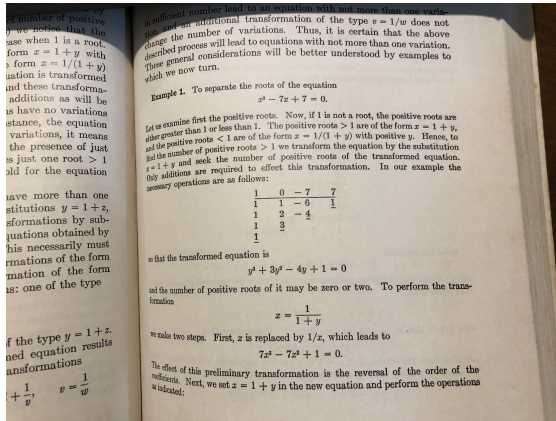 of number of positive
y we notice that the
ase when 1 is a root.
form x = 1 + y with
e form x = 1/(1 + y)
uation is transformed
nd these transforma-
additions as will be
as have no variations
stance, the equation
variations, it means
the presence of just
es just one root > 1
old for the equation
have more than one
stitutions y = 1 + z,
sformations by sub-
quations obtained by
his necessarily must
rmations of the form
rmation of the form
ns: one of the type
of the type y = 1 + z.
ned equation results
ansformations
+ 1/v, v = 1/w
in sufficient number lead to an equation with not more than one varia-
tion, and an additional transformation of the type v = 1/w does not
change the number of variations. Thus, it is certain that the above
described process will lead to equations with not more than one variation.
These general considerations will be better understood by examples to
which we now turn.
Example 1. To separate the roots of the equation
x³ − 7x + 7 = 0.
Let us examine first the positive roots. Now, if 1 is not a root, the positive roots are
either greater than 1 or less than 1. The positive roots > 1 are of the form x = 1 + y,
and the positive roots < 1 are of the form x = 1/(1 + y) with positive y. Hence, to
find the number of positive roots > 1 we transform the equation by the substitution
x = 1 + y and seek the number of positive roots of the transformed equation.
Only additions are required to effect this transformation. In our example the
necessary operations are as follows:
1 0 −7 7
1 1 −6 1
1 2 −4
1 3
1
so that the transformed equation is
y³ + 3y² − 4y + 1 = 0
and the number of positive roots of it may be zero or two. To perform the trans-
formation
x = 1/(1 + y)
we make two steps. First, x is replaced by 1/x, which leads to
7x³ − 7x² + 1 = 0.
The effect of this preliminary transformation is the reversal of the order of the
coefficients. Next, we set x = 1 + y in the new equation and perform the operations
as indicated: